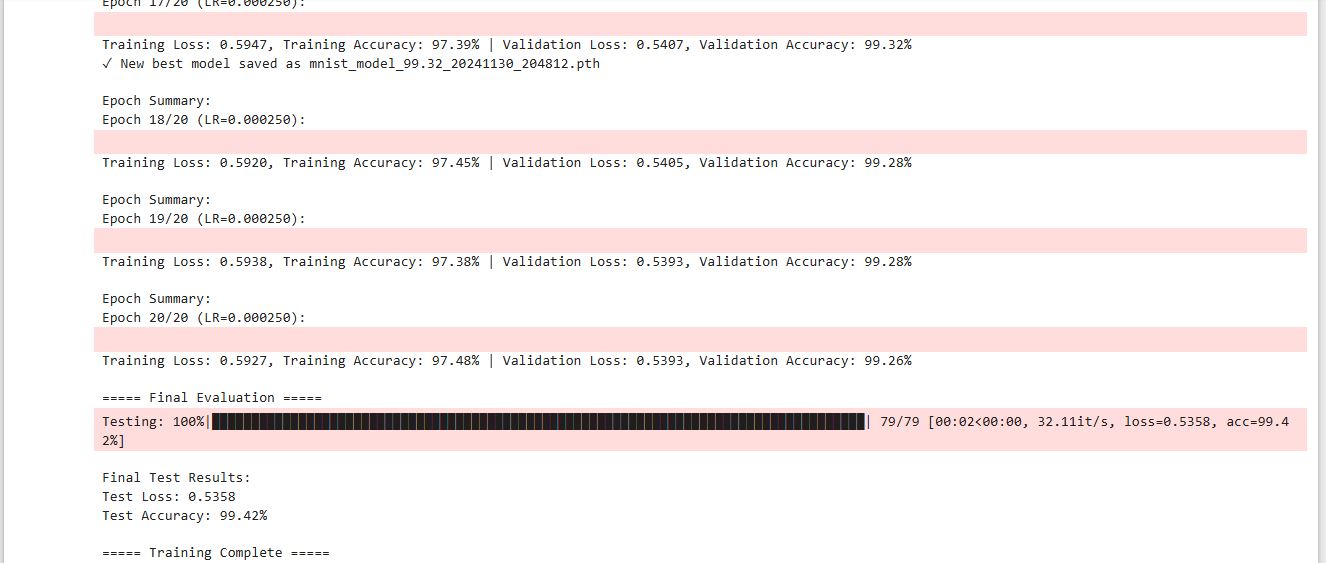 Epoch 17/20 (LR=0.000250):
Training Loss: 0.5947, Training Accuracy: 97.39% | Validation Loss: 0.5407, Validation Accuracy: 99.32%
✓ New best model saved as mnist_model_99.32_20241130_204812.pth
Epoch Summary:
Epoch 18/20 (LR=0.000250):
Training Loss: 0.5920, Training Accuracy: 97.45% | Validation Loss: 0.5405, Validation Accuracy: 99.28%
Epoch Summary:
Epoch 19/20 (LR=0.000250):
Training Loss: 0.5938, Training Accuracy: 97.38% | Validation Loss: 0.5393, Validation Accuracy: 99.28%
Epoch Summary:
Epoch 20/20 (LR=0.000250):
Training Loss: 0.5927, Training Accuracy: 97.48% | Validation Loss: 0.5393, Validation Accuracy: 99.26%
===== Final Evaluation =====
Testing: 100%|██████████| 79/79 [00:02<00:00, 32.11it/s, loss=0.5358, acc=99.4
2%]
Final Test Results:
Test Loss: 0.5358
Test Accuracy: 99.42%
===== Training Complete =====